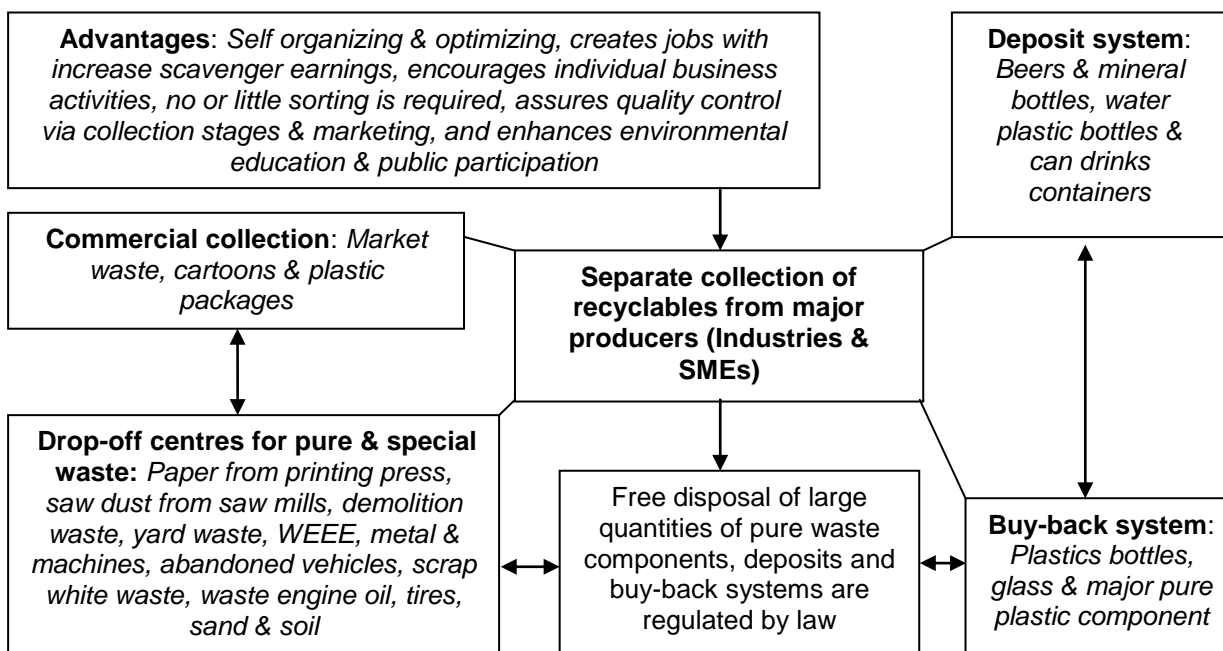 Advantages: Self organizing & optimizing, creates jobs with
increase scavenger earnings, encourages individual business
activities, no or little sorting is required, assures quality control
via collection stages & marketing, and enhances environmental
education & public participation
Deposit system:
Beers & mineral
bottles, water
plastic bottles &
can drinks
containers
Commercial collection: Market
waste, cartoons & plastic
packages
Separate collection of
recyclables from major
producers (Industries &
SMEs)
Drop-off centres for pure & special
waste: Paper from printing press,
saw dust from saw mills, demolition
waste, yard waste, WEEE, metal &
machines, abandoned vehicles, scrap
white waste, waste engine oil, tires,
sand & soil
Free disposal of large
quantities of pure waste
components, deposits and
buy-back systems are
regulated by law
Buy-back system:
Plastics bottles,
glass & major pure
plastic component